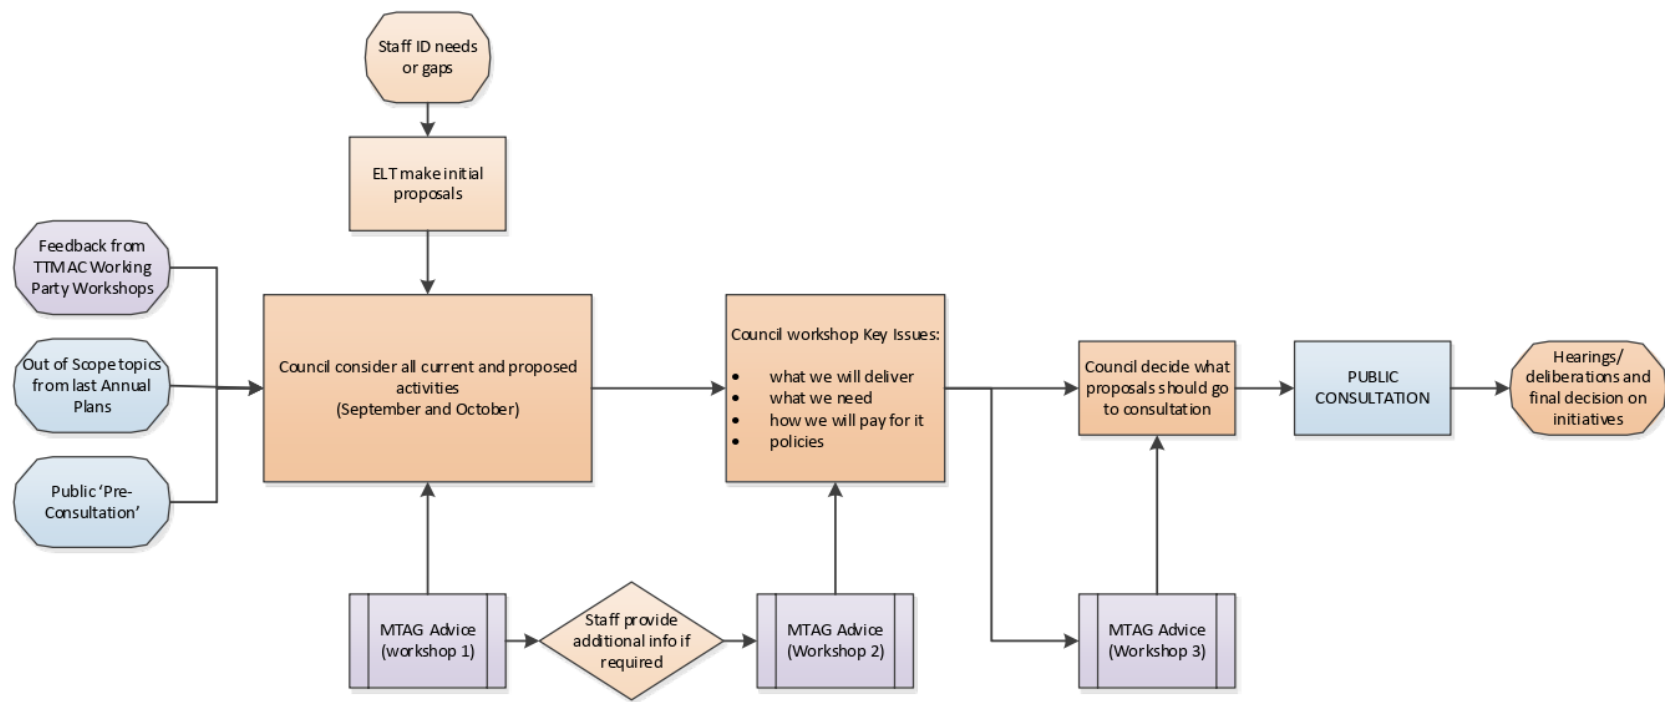 Staff ID needs
or gaps
ELT make initial
proposals
Feedback from
TTMAC Working
Party Workshops
Out of Scope topics
from last Annual
Plans
Public ‘Pre-
Consultation’
Council consider all current and proposed
activities
(September and October)
Council workshop Key Issues:
• what we will deliver
• what we need
• how we will pay for it
• policies
Council decide what
proposals should go
to consultation
PUBLIC
CONSULTATION
Hearings/
deliberations and
final decision on
initiatives
MTAG Advice
(workshop 1)
Staff provide
additional info if
required
MTAG Advice
(Workshop 2)
MTAG Advice
(Workshop 3)